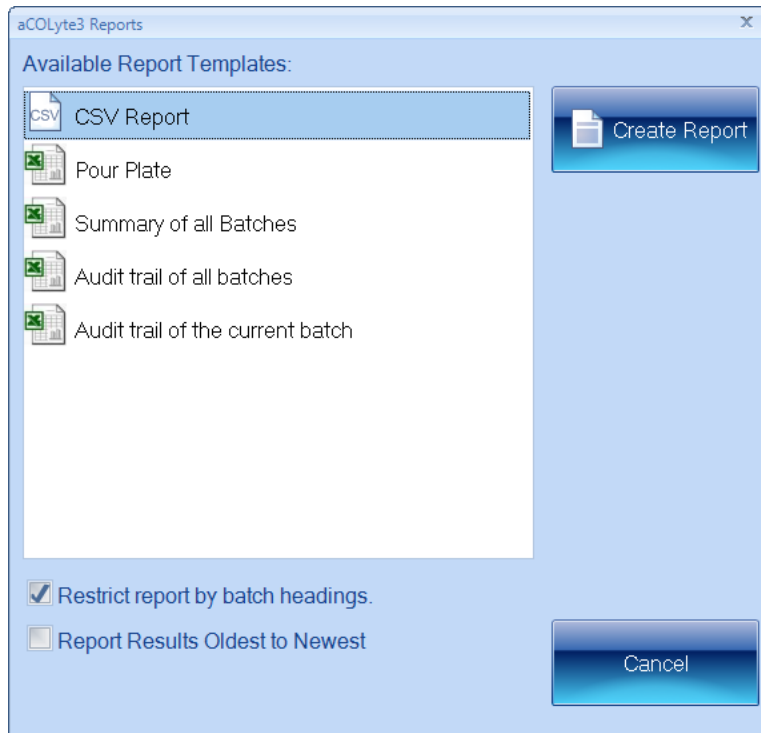 aCOLyte3 Reports
x
Available Report Templates:
CSV
CSV Report
Create Report
Pour Plate
Summary of all Batches
Audit trail of all batches
Audit trail of the current batch
Restrict report by batch headings.
Report Results Oldest to Newest
Cancel